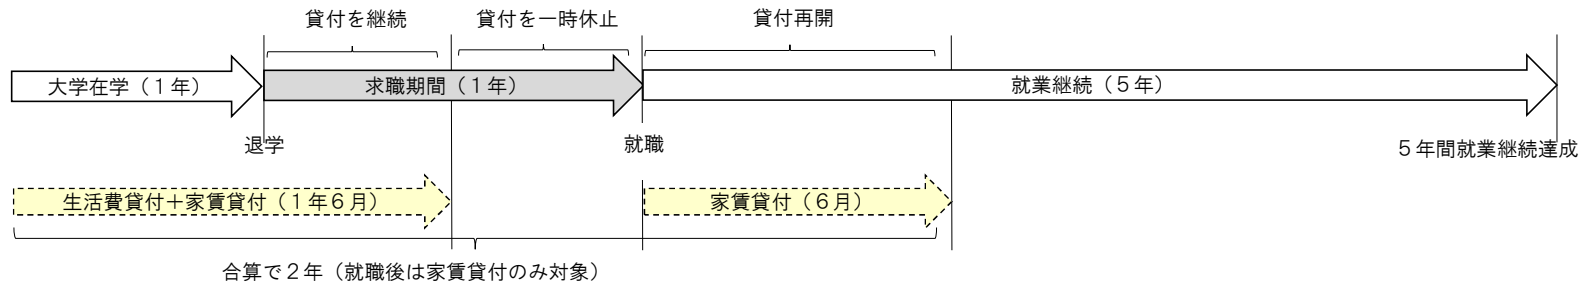 貸付を継続
貸付を一時休止
貸付再開
大学在学（１年）
求職期間（１年）
就業継続（５年）
退学
就職
５年間就業継続達成
生活費貸付＋家賃貸付（１年６月）
家賃貸付（６月）
合算で２年（就職後は家賃貸付のみ対象）